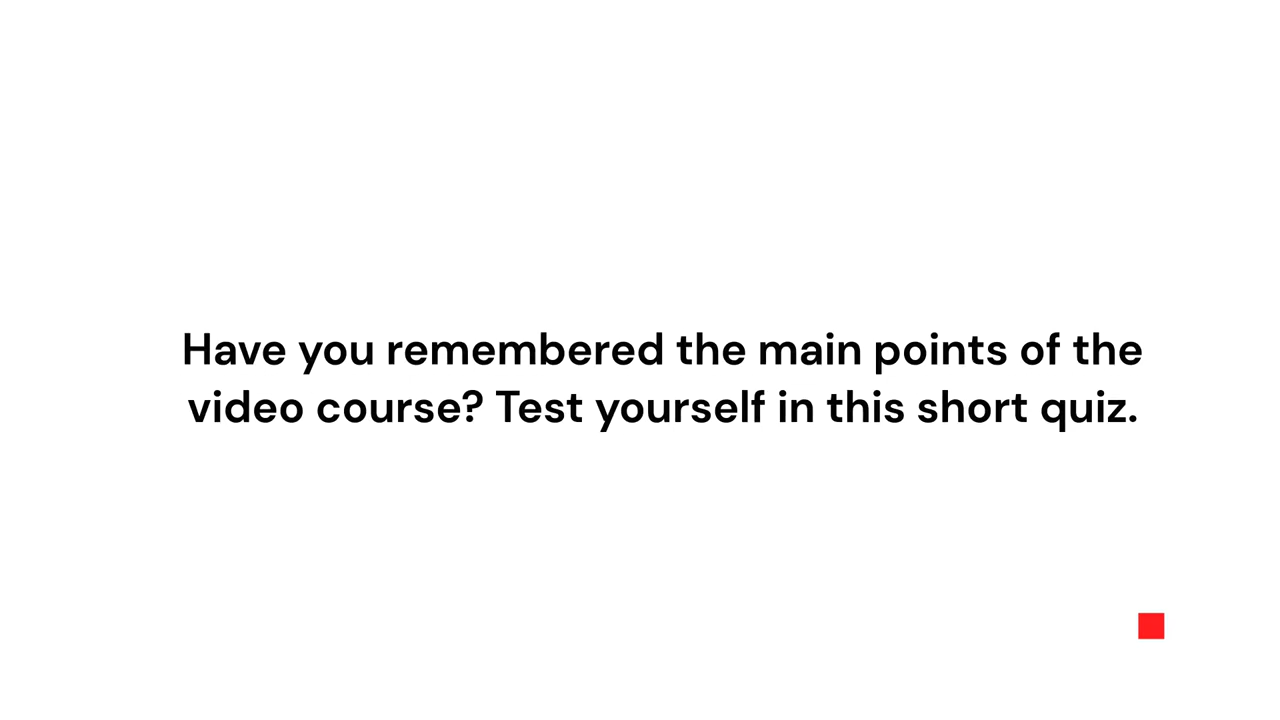 Have you remembered the main points of the
video course? Test yourself in this short quiz.